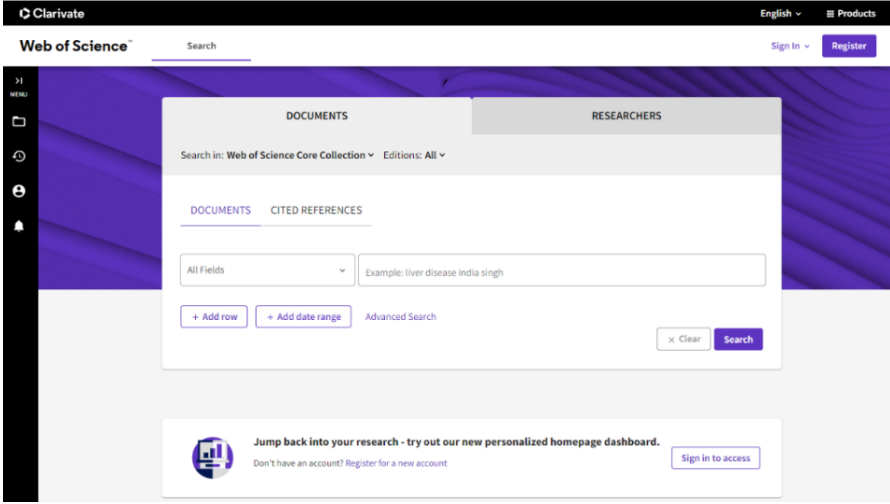 Clarivate
English
Products
Web of Science™
Search
Sign In
Register
MENU
DOCUMENTS
RESEARCHERS
Search in: Web of Science Core Collection Editions: All
DOCUMENTS
CITED REFERENCES
All Fields
Example: liver disease india singh
+ Add row
+ Add date range
Advanced Search
× Clear
Search
Jump back into your research - try out our new personalized homepage dashboard.
Don't have an account? Register for a new account
Sign in to access